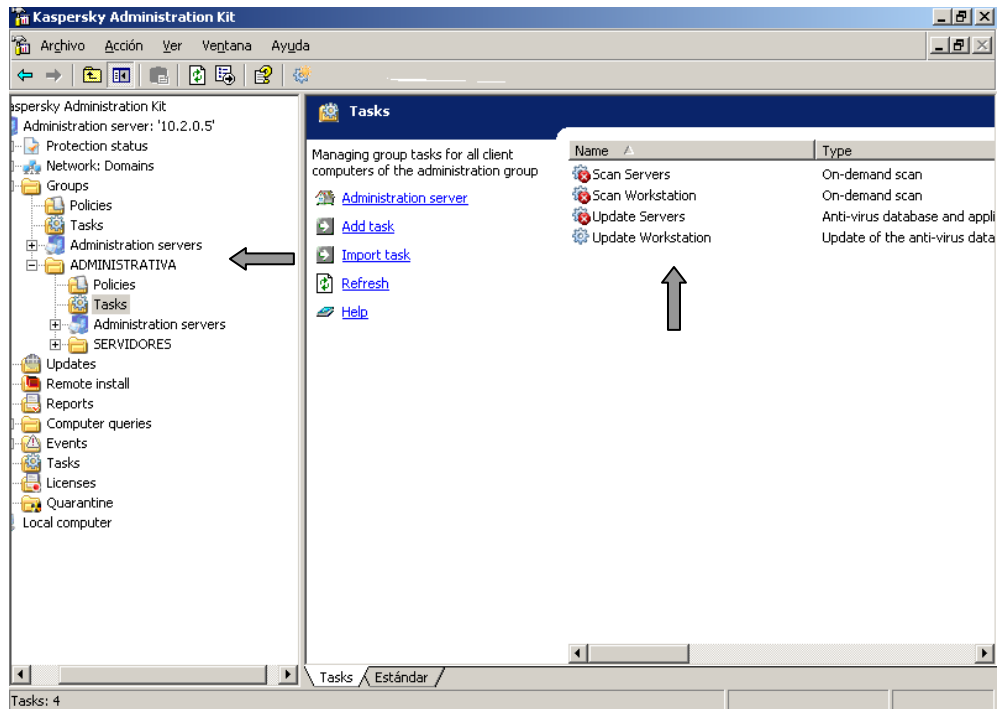 Kaspersky Administration Kit
Archivo Acción Ver Ventana Ayuda
aspersky Administration Kit
Administration server: '10.2.0.5'
Protection status
Network: Domains
Groups
Policies
Tasks
Administration servers
ADMINISTRATIVA
Policies
Tasks
Administration servers
SERVIDORES
Updates
Remote install
Reports
Computer queries
Events
Tasks
Licenses
Quarantine
Local computer
Tasks
Managing group tasks for all client
computers of the administration group
Administration server
Add task
Import task
Refresh
Help
Name Type
Scan Servers On-demand scan
Scan Workstation On-demand scan
Update Servers Anti-virus database and appli
Update Workstation Update of the anti-virus data
Tasks Estándar
Tasks: 4